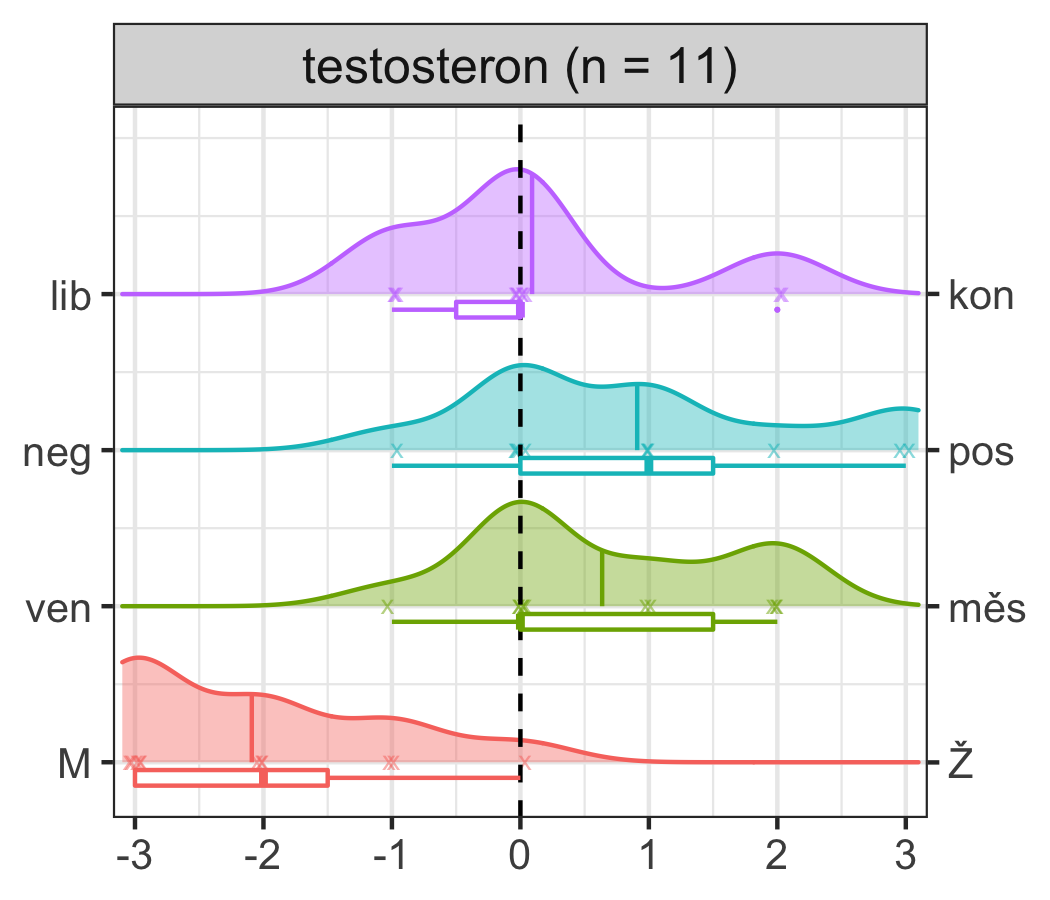 testosteron (n = 11)
lib kon
neg pos
ven měs
M Ž
-3 -2 -1 0 1 2 3